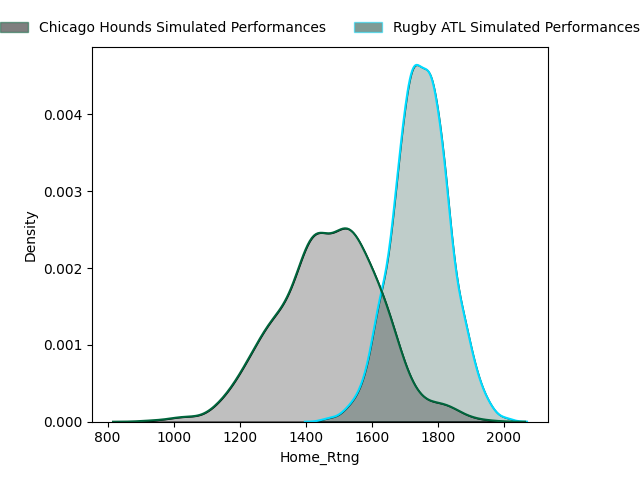 Chicago Hounds Simulated Performances
Rugby ATL Simulated Performances
Density
0.004
0.003
0.002
0.001
0.000
800 1000 1200 1400 1600 1800 2000
Home_Rtng